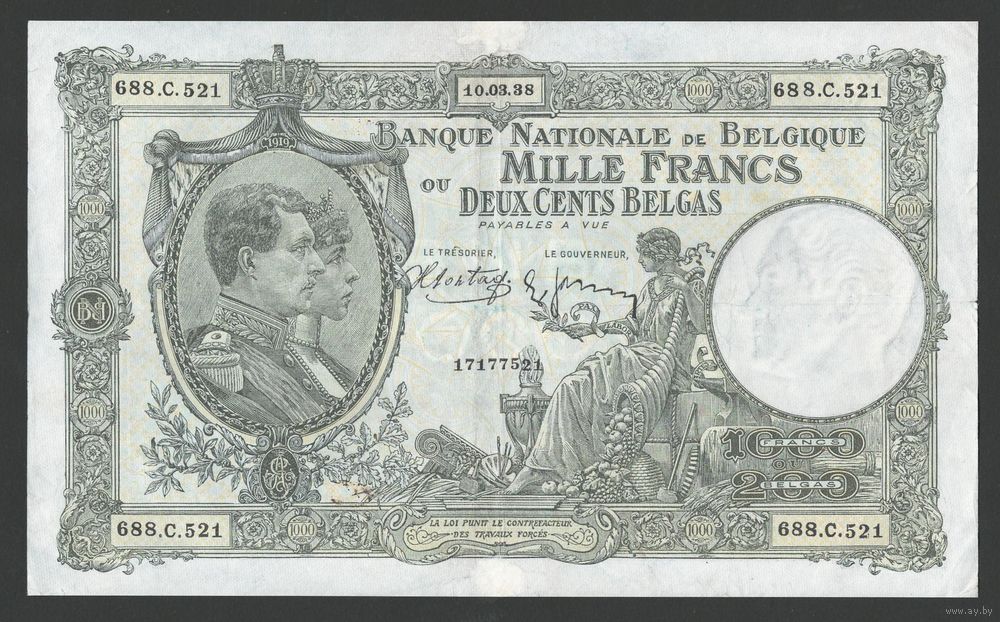 688.C.521
10.03.38
688.C.521
1000
1000
1919
BANQUE NATIONALE DE BELGIQUE
MILLE FRANCS
OU
DEUX CENTS BELGAS
PAYABLES A VUE
1000
1000
LE TRÉSORIER,
LE GOUVERNEUR,
17177521
1000
1000
1000
FRANCS
OU
200
BELGAS
688.C.521
1000
LA LOI PUNIT LE CONTREFACTEUR
DES TRAVAUX FORCÉS
1000
688.C.521
www.ay.by